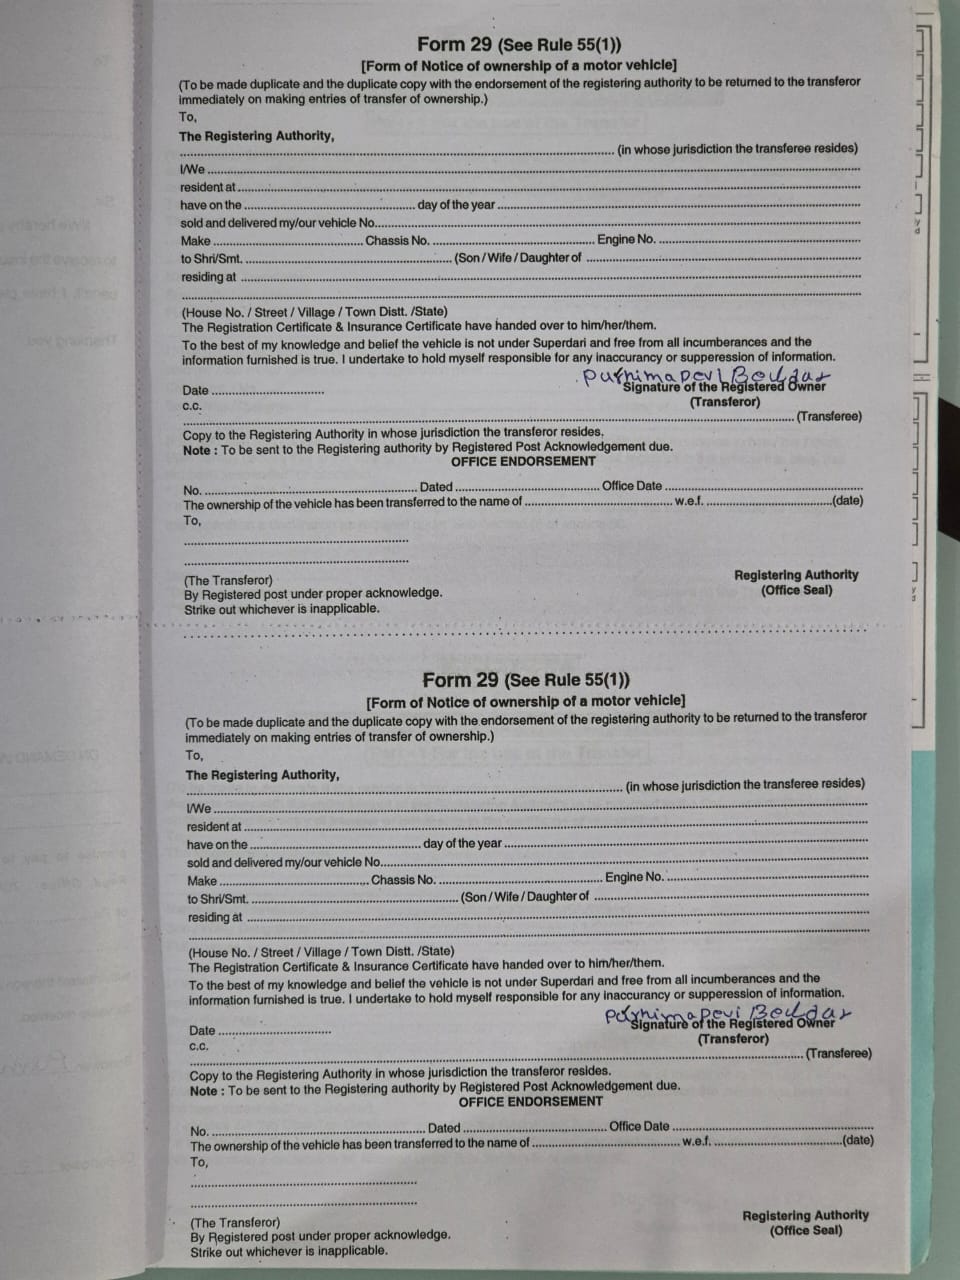 Form 29 (See Rule 55(1))
[Form of Notice of ownership of a motor vehicle]
(To be made duplicate and the duplicate copy with the endorsement of the registering authority to be returned to the transferor
immediately on making entries of transfer of ownership.)
To,
The Registering Authority,
(in whose jurisdiction the transferee resides)
I/We
resident at
have on the day of the year
sold and delivered my/our vehicle No.
Make Chassis No. Engine No.
to Shri/Smt. (Son / Wife / Daughter of
residing at
(House No. / Street / Village / Town Distt. /State)
The Registration Certificate & Insurance Certificate have handed over to him/her/them.
To the best of my knowledge and belief the vehicle is not under Superdari and free from all incumberances and the
information furnished is true. I undertake to hold myself responsible for any inaccurancy or supperession of information.
Signature of the Registered Owner
Date
(Transferor)
c.c.
(Transferee)
Copy to the Registering Authority in whose jurisdiction the transferor resides.
Note : To be sent to the Registering authority by Registered Post Acknowledgement due.
OFFICE ENDORSEMENT
No. Dated Office Date
The ownership of the vehicle has been transferred to the name of w.e.f. (date)
To,
(The Transferor) Registering Authority
By Registered post under proper acknowledge. (Office Seal)
Strike out whichever is inapplicable.
Form 29 (See Rule 55(1))
[Form of Notice of ownership of a motor vehicle]
(To be made duplicate and the duplicate copy with the endorsement of the registering authority to be returned to the transferor
immediately on making entries of transfer of ownership.)
To,
The Registering Authority,
(in whose jurisdiction the transferee resides)
I/We
resident at
have on the day of the year
sold and delivered my/our vehicle No.
Make Chassis No. Engine No.
to Shri/Smt. (Son / Wife / Daughter of
residing at
(House No. / Street / Village / Town Distt. /State)
The Registration Certificate & Insurance Certificate have handed over to him/her/them.
To the best of my knowledge and belief the vehicle is not under Superdari and free from all incumberances and the
information furnished is true. I undertake to hold myself responsible for any inaccurancy or supperession of information.
Signature of the Registered Owner
Date
(Transferor)
c.c.
(Transferee)
Copy to the Registering Authority in whose jurisdiction the transferor resides.
Note : To be sent to the Registering authority by Registered Post Acknowledgement due.
OFFICE ENDORSEMENT
No. Dated Office Date
The ownership of the vehicle has been transferred to the name of w.e.f. (date)
To,
(The Transferor) Registering Authority
By Registered post under proper acknowledge. (Office Seal)
Strike out whichever is inapplicable.